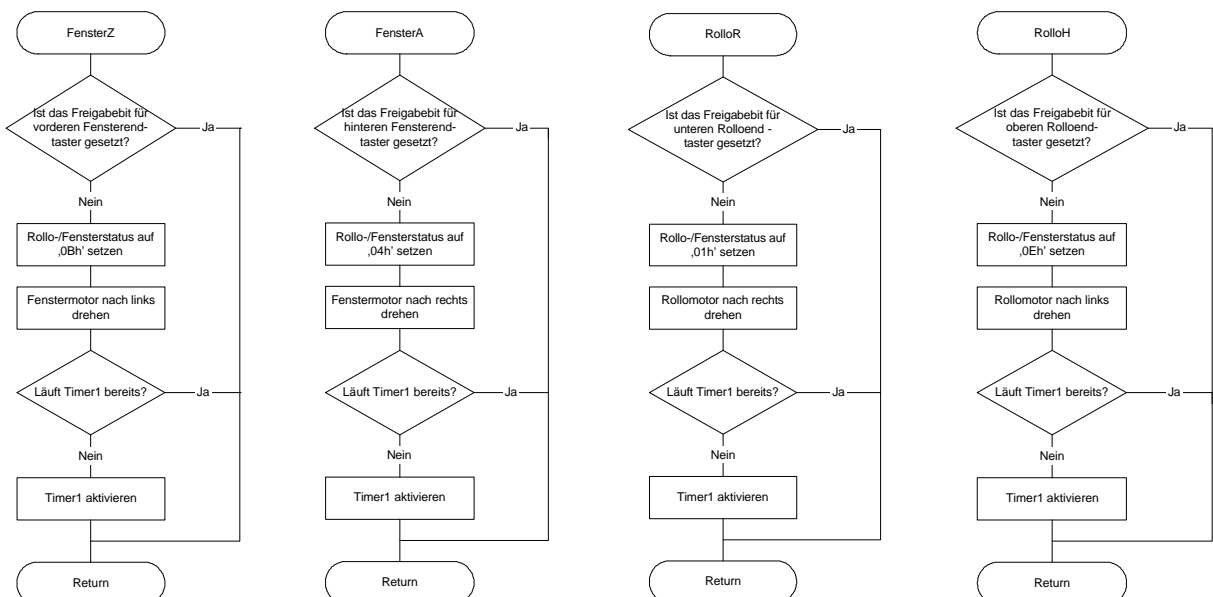 FensterZ
Ist das Freigabebit für
vorderen Fensterend-
taster gesetzt?
Ja
Nein
Rollo-/Fensterstatus auf
‚0Bh’ setzen
Fenstermotor nach links
drehen
Läuft Timer1 bereits?
Ja
Nein
Timer1 aktivieren
Return
FensterA
Ist das Freigabebit für
hinteren Fensterend-
taster gesetzt?
Ja
Nein
Rollo-/Fensterstatus auf
‚04h’ setzen
Fenstermotor nach rechts
drehen
Läuft Timer1 bereits?
Ja
Nein
Timer1 aktivieren
Return
RolloR
Ist das Freigabebit für
unteren Rolloend -
taster gesetzt?
Ja
Nein
Rollo-/Fensterstatus auf
‚01h’ setzen
Rollomotor nach rechts
drehen
Läuft Timer1 bereits?
Ja
Nein
Timer1 aktivieren
Return
RolloH
Ist das Freigabebit für
oberen Rolloend-
taster gesetzt?
Ja
Nein
Rollo-/Fensterstatus auf
‚0Eh’ setzen
Rollomotor nach links
drehen
Läuft Timer1 bereits?
Ja
Nein
Timer1 aktivieren
Return